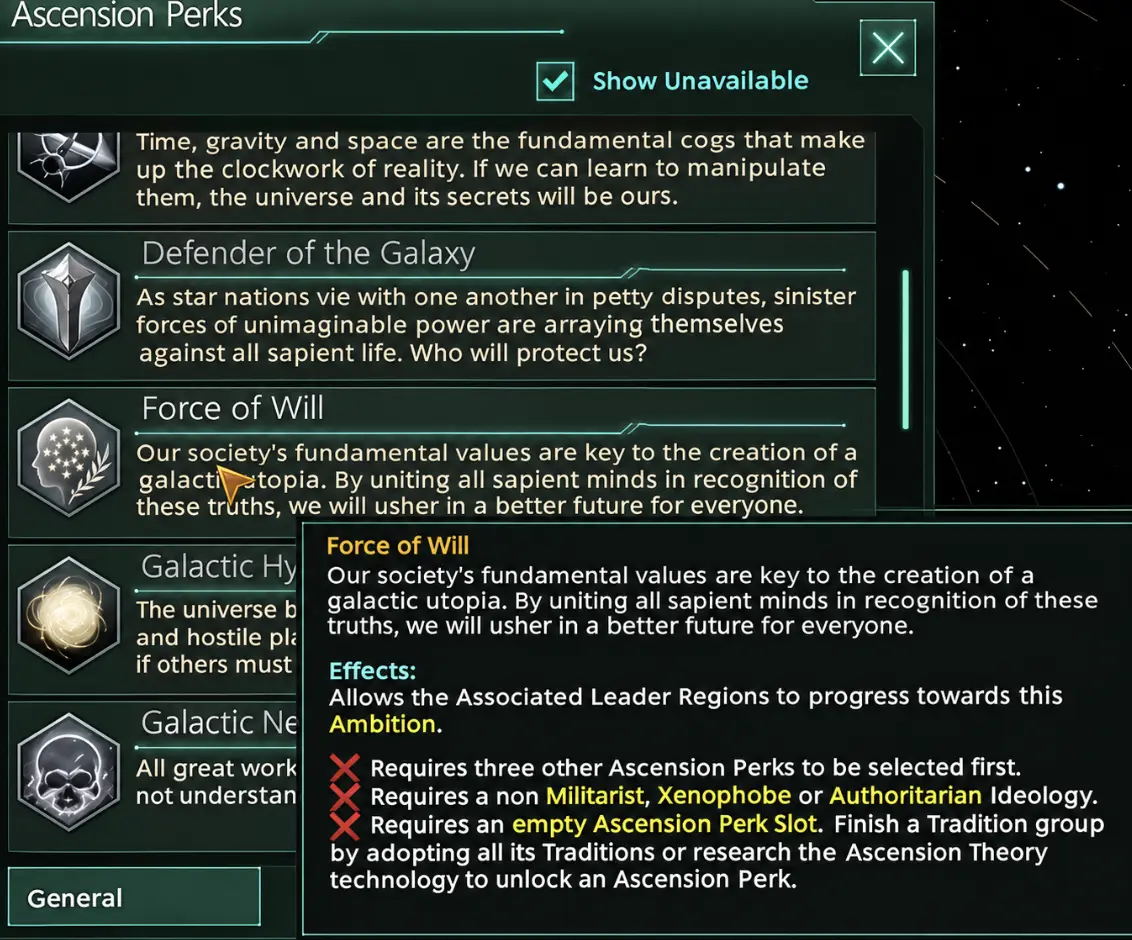 Ascension Perks
Show Unavailable
Time, gravity and space are the fundamental cogs that make
up the clockwork of reality. If we can learn to manipulate
them, the universe and its secrets will be ours.
Defender of the Galaxy
As star nations vie with one another in petty disputes, sinister
forces of unimaginable power are arraying themselves
against all sapient life. Who will protect us?
Force of Will
Our society's fundamental values are key to the creation of a
galactic utopia. By uniting all sapient minds in recognition of
these truths, we will usher in a better future for everyone.
Galactic Hy
The universe b
and hostile pla
if others must
Galactic Ne
All great work
not understan
General
Force of Will
Our society's fundamental values are key to the creation of a
galactic utopia. By uniting all sapient minds in recognition of these
truths, we will usher in a better future for everyone.
Effects:
Allows the Associated Leader Regions to progress towards this
Ambition.
Requires three other Ascension Perks to be selected first.
Requires a non Militarist, Xenophobe or Authoritarian Ideology.
Requires an empty Ascension Perk Slot. Finish a Tradition group
by adopting all its Traditions or research the Ascension Theory
technology to unlock an Ascension Perk.